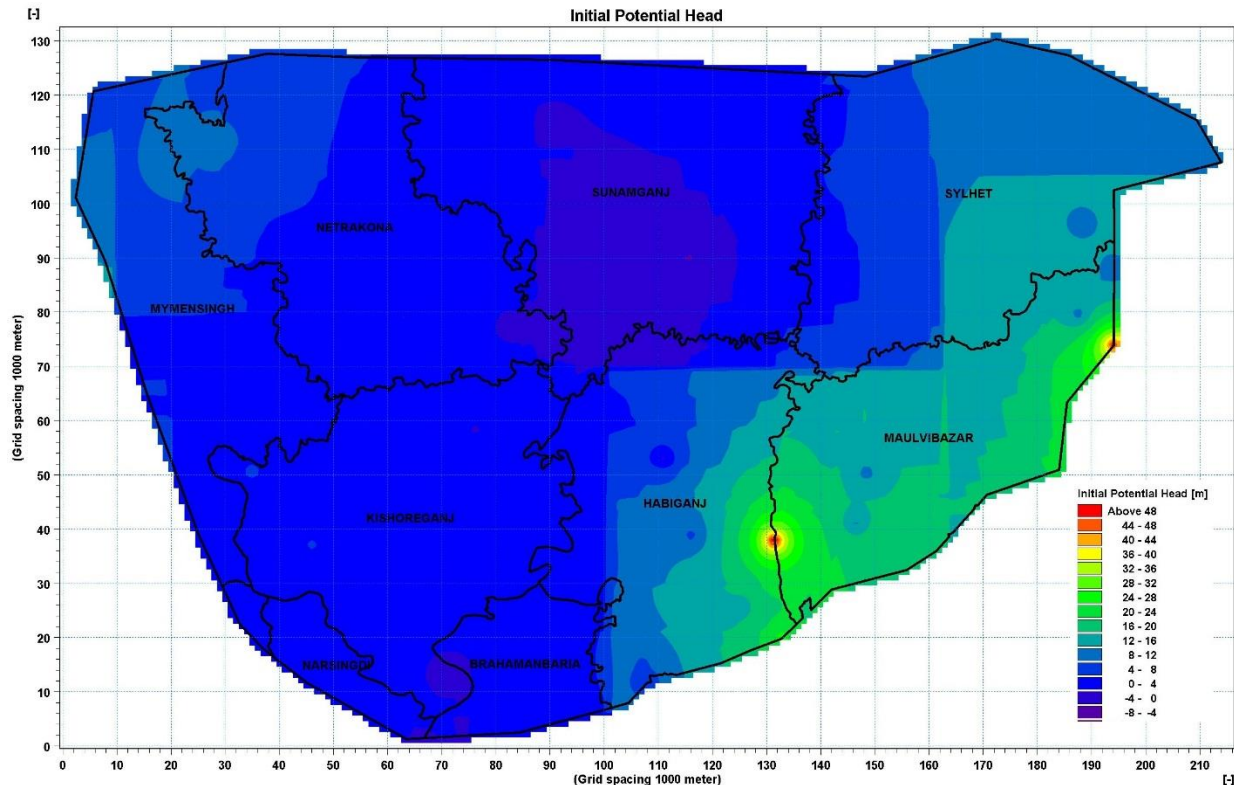 [-]
Initial Potential Head
130
120
110
100
90
80
70
60
50
40
30
20
10
0
(Grid spacing 1000 meter)
SUNAMGANJ
SYLHET
NETRAKONA
MYMENSINGH
MAULVIBAZAR
HABIGANJ
KISHOREGANJ
BRAHAMANBARIA
NARSINGDI
Initial Potential Head [m]
Above 48
44 - 48
40 - 44
36 - 40
32 - 36
28 - 32
24 - 28
20 - 24
16 - 20
12 - 16
8 - 12
4 - 8
0 - 4
-4 - 0
-8 - -4
0 10 20 30 40 50 60 70 80 90 100 110 120 130 140 150 160 170 180 190 200 210
(Grid spacing 1000 meter)
[-]